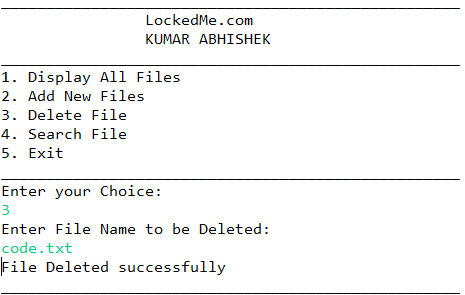 LockedMe.com
KUMAR ABHISHEK
1. Display All Files
2. Add New Files
3. Delete File
4. Search File
5. Exit
Enter your Choice:
3
Enter File Name to be Deleted:
code.txt
File Deleted successfully